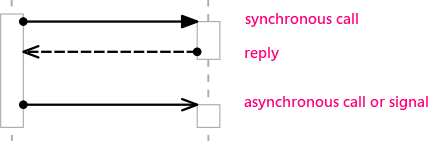 synchronous call
reply
asynchronous call or signal